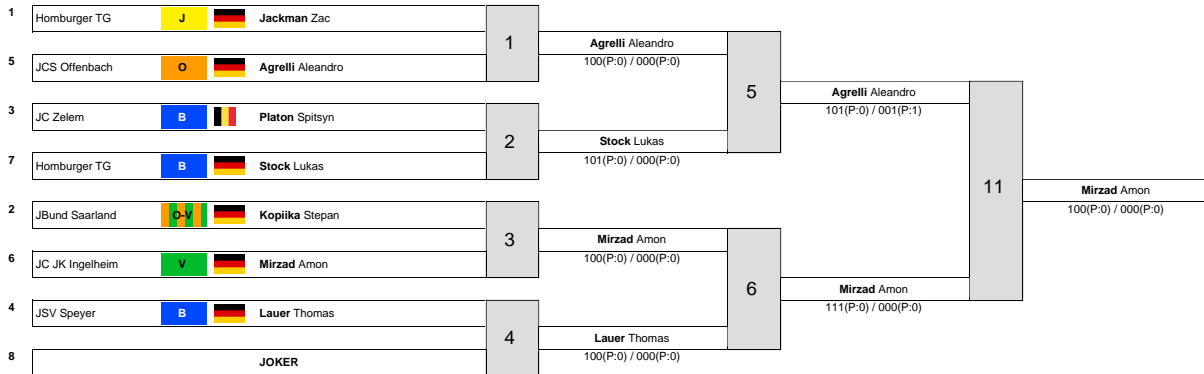 1 Homburger TG J Jackman Zac
1
Agrelli Aleandro
100(P:0) / 000(P:0)
5 JCS Offenbach O Agrelli Aleandro
5
Agrelli Aleandro
101(P:0) / 001(P:1)
3 JC Zelem B Platon Spitsyn
2
Stock Lukas
101(P:0) / 000(P:0)
7 Homburger TG B Stock Lukas
11
Mirzad Amon
100(P:0) / 000(P:0)
2 JBund Saarland O-V Kopiika Stepan
3
Mirzad Amon
100(P:0) / 000(P:0)
6 JC JK Ingelheim V Mirzad Amon
6
Mirzad Amon
111(P:0) / 000(P:0)
4 JSV Speyer B Lauer Thomas
4
Lauer Thomas
100(P:0) / 000(P:0)
8 JOKER